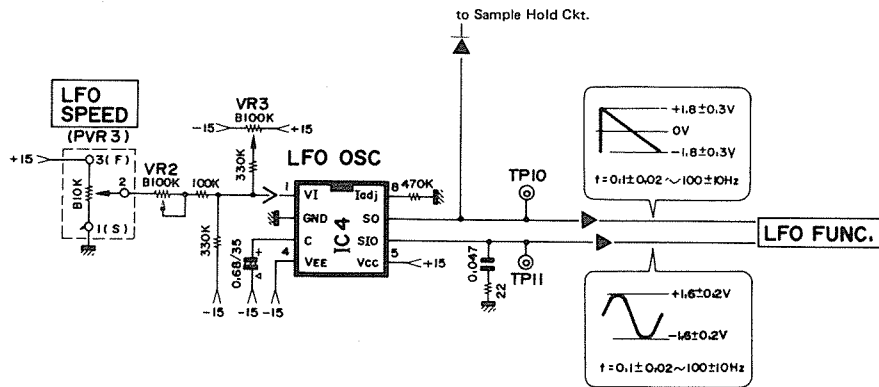 to Sample Hold Ckt.
LFO
SPEED
(PVR3)
+15
3(F)
B10K
2
1(S)
VR2
B100K
100K
330K
-15
VR3
B100K
-15
+15
330K
LFO OSC
1
VI
Iadj
8
470K
GND
SO
C
SIO
4
VEE
VCC
5
IC4
+15
0.68/35
+
-15
-15
0.047
22
TP10
TP11
+1.8±0.3V
0V
-1.8±0.3V
f=0.1±0.02~100±10Hz
LFO FUNC.
+1.6±0.2V
-1.6±0.2V
f=0.1±0.02~100±10Hz